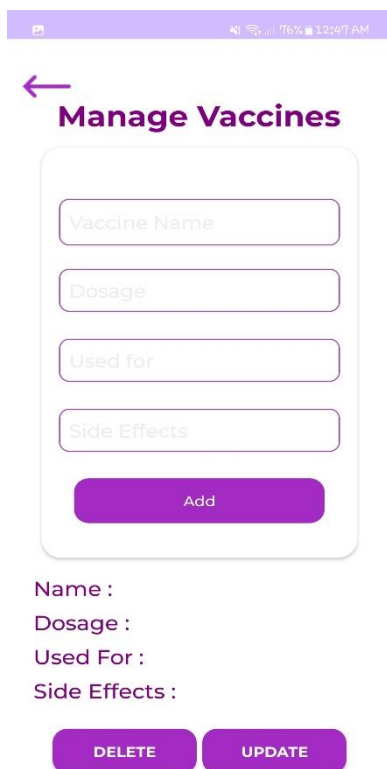 76% 12:47 AM
Manage Vaccines
Vaccine Name
Dosage
Used for
Side Effects
Add
Name :
Dosage :
Used For :
Side Effects :
DELETE
UPDATE